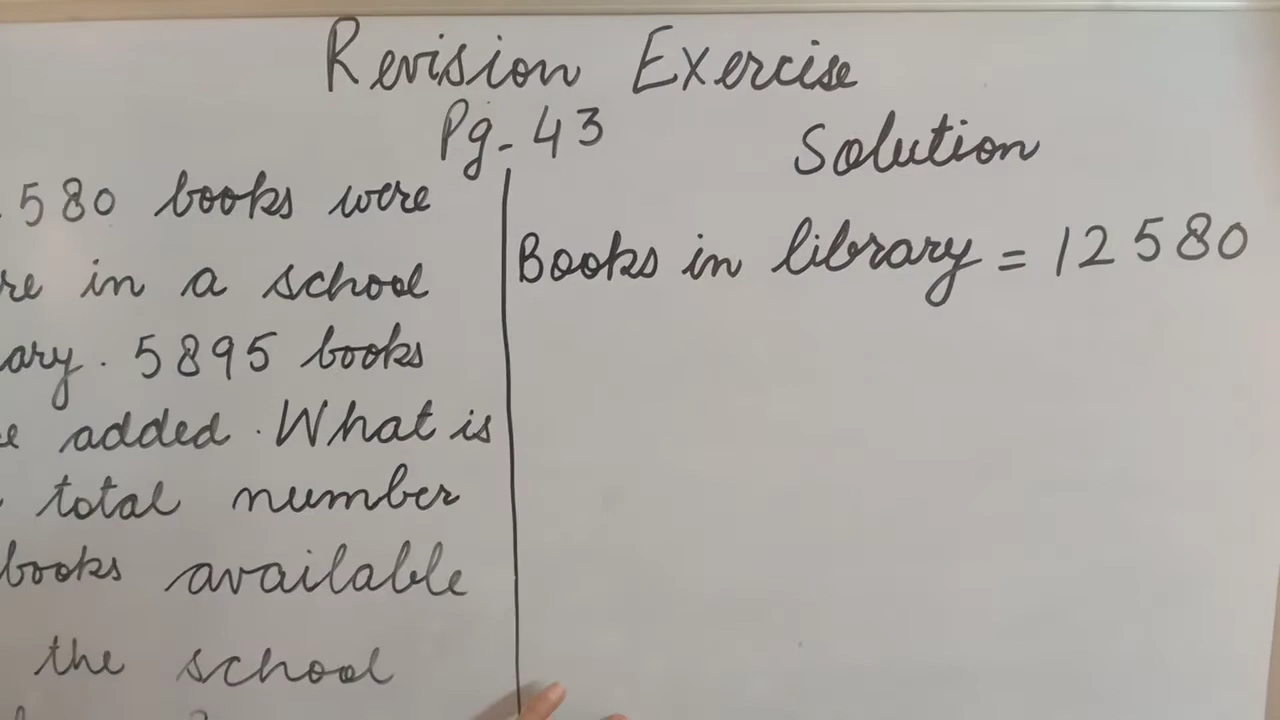 Revision Exercise
Pg-43
580 books were
re in a school
ary. 5895 books
e added. What is
total number
books available
the school
Solution
Books in library = 12580